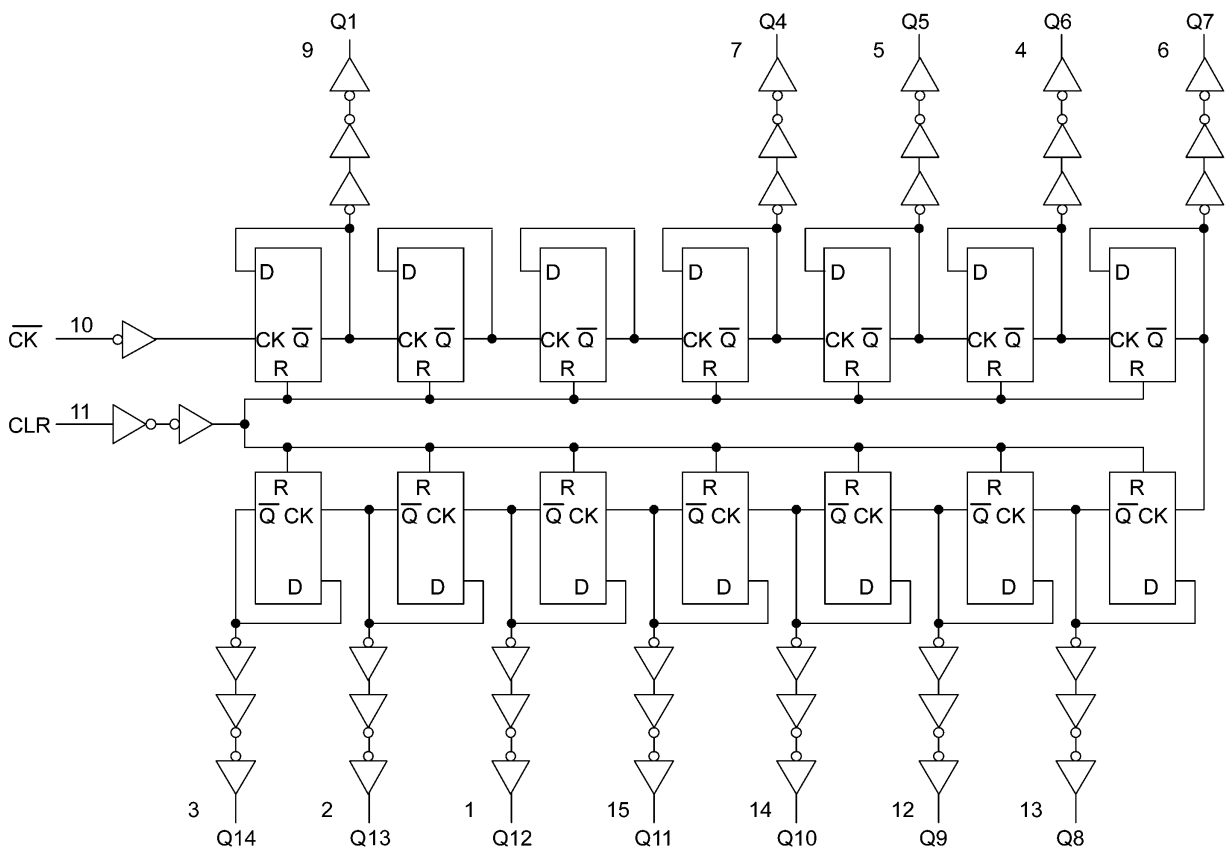 Q1 Q4 Q5 Q6 Q7
9 7 5 4 6
D D D D D D D
C̅K̅ 10 CK Q̅ CK Q̅ CK Q̅ CK Q̅ CK Q̅ CK Q̅ CK Q̅
R R R R R R R
CLR 11
R R R R R R R
Q̅ CK Q̅ CK Q̅ CK Q̅ CK Q̅ CK Q̅ CK Q̅ CK
D D D D D D D
3 2 1 15 14 12 13
Q14 Q13 Q12 Q11 Q10 Q9 Q8